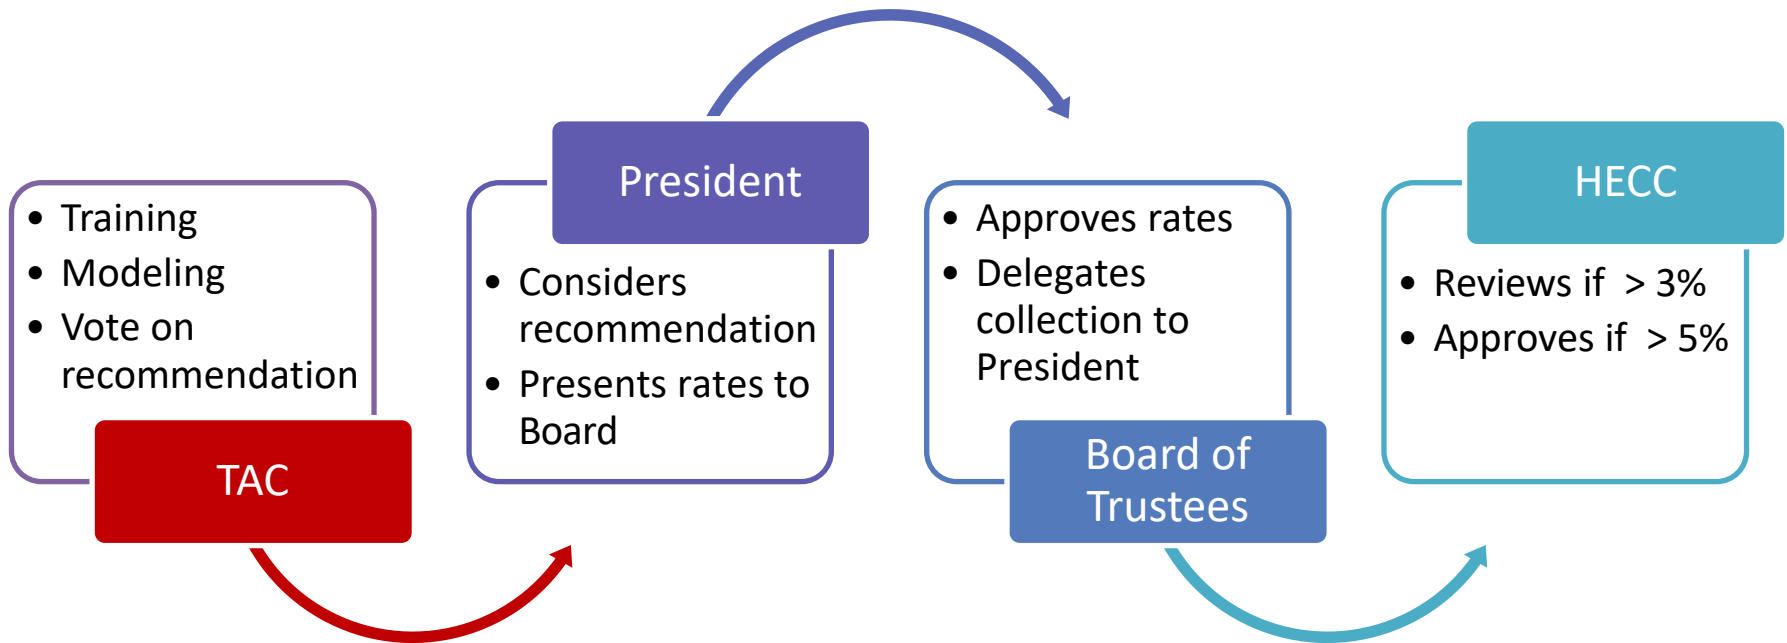 • Training
• Modeling
• Vote on
recommendation
TAC
President
• Considers
recommendation
• Presents rates to
Board
• Approves rates
• Delegates
collection to
President
Board of
Trustees
HECC
• Reviews if  > 3%
• Approves if  > 5%